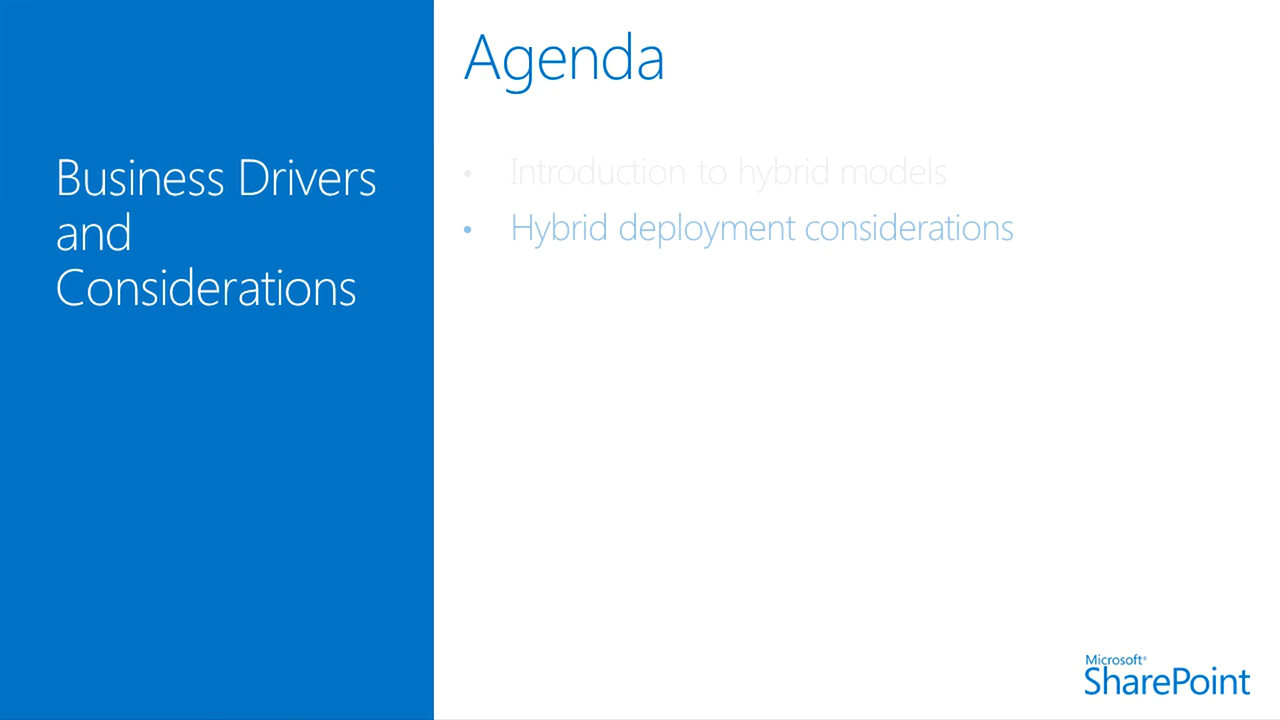 Agenda
Business Drivers
and
Considerations
• Introduction to hybrid models
• Hybrid deployment considerations
Microsoft®
SharePoint